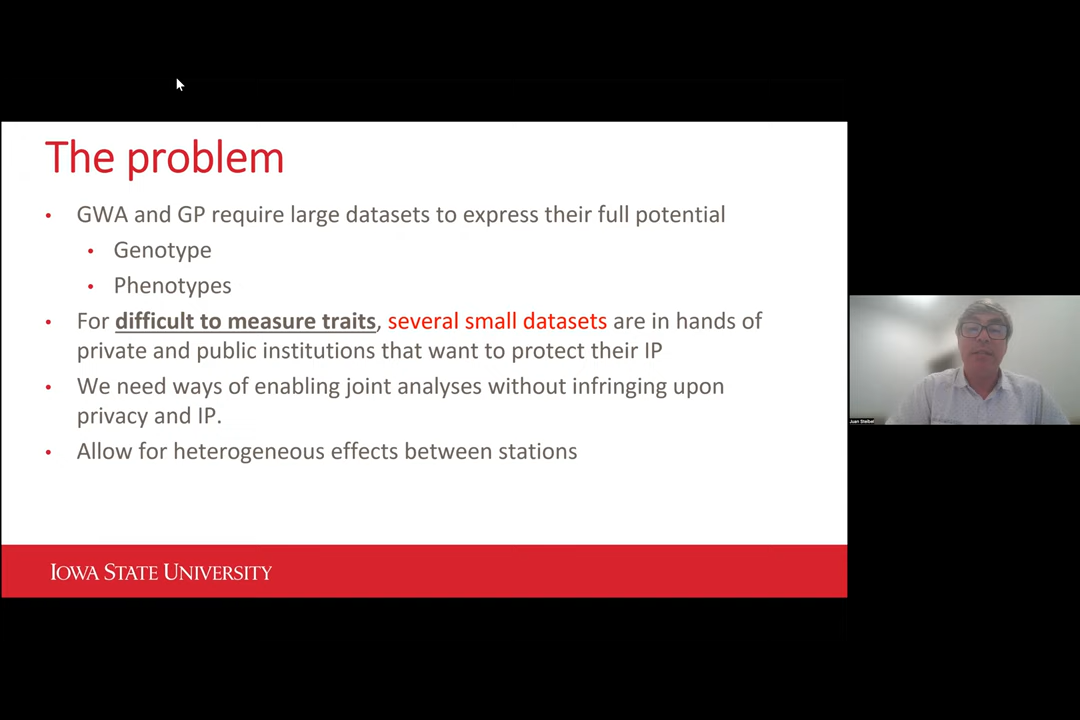 The problem
• GWA and GP require large datasets to express their full potential
• Genotype
• Phenotypes
• For difficult to measure traits, several small datasets are in hands of
private and public institutions that want to protect their IP
• We need ways of enabling joint analyses without infringing upon
privacy and IP.
• Allow for heterogeneous effects between stations
IOWA STATE UNIVERSITY
Juan Steibel